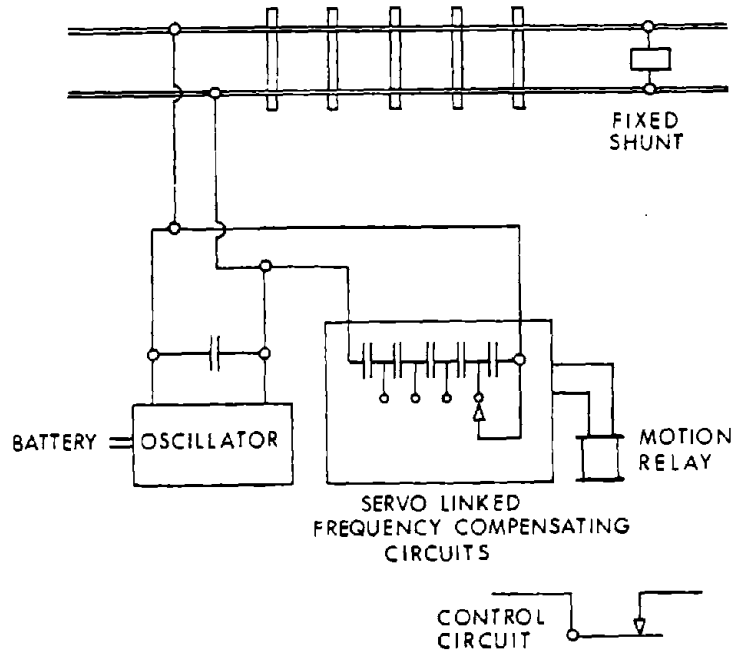 FIXED
SHUNT
BATTERY
OSCILLATOR
MOTION
RELAY
SERVO LINKED
FREQUENCY COMPENSATING
CIRCUITS
CONTROL
CIRCUIT